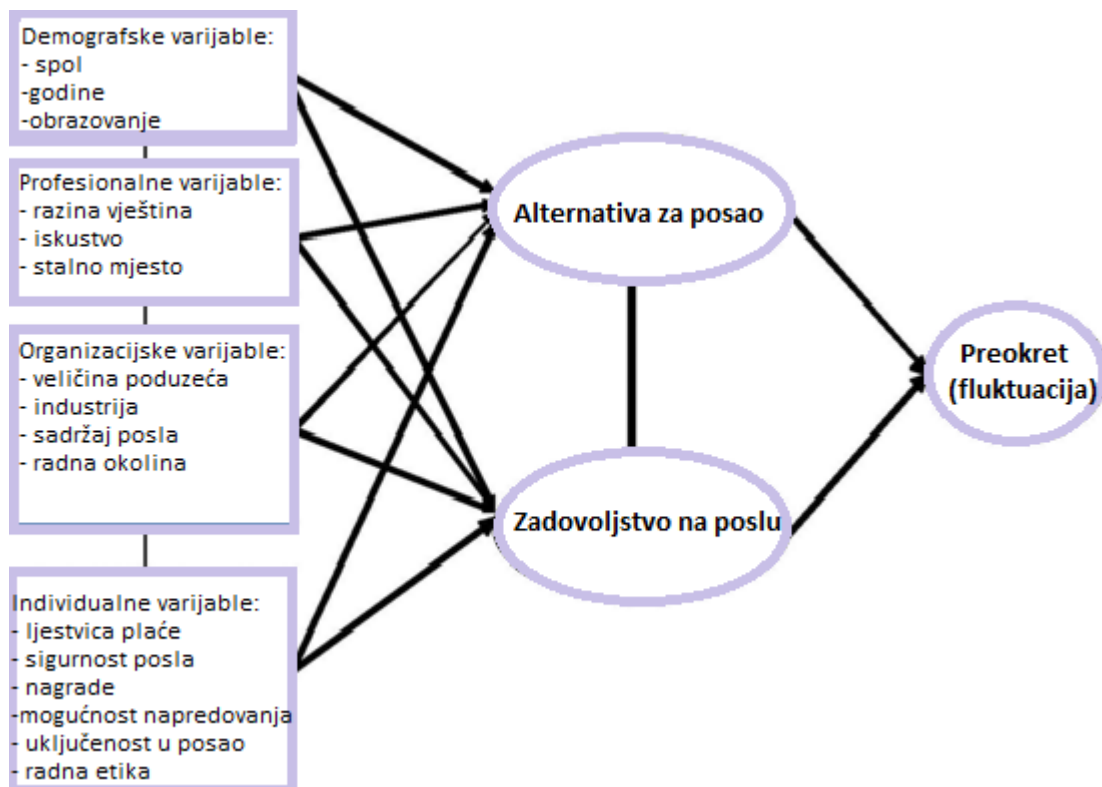 Demografske varijable:
- spol
-godine
-obrazovanje
Profesionalne varijable:
- razina vještina
- iskustvo
- stalno mjesto
Organizacijske varijable:
- veličina poduzeća
- industrija
- sadržaj posla
- radna okolina
Individualne varijable:
- ljestvica plaće
- sigurnost posla
- nagrade
-mogućnost napredovanja
- uključenost u posao
- radna etika
Alternativa za posao
Zadovoljstvo na poslu
Preokret
(fluktuacija)